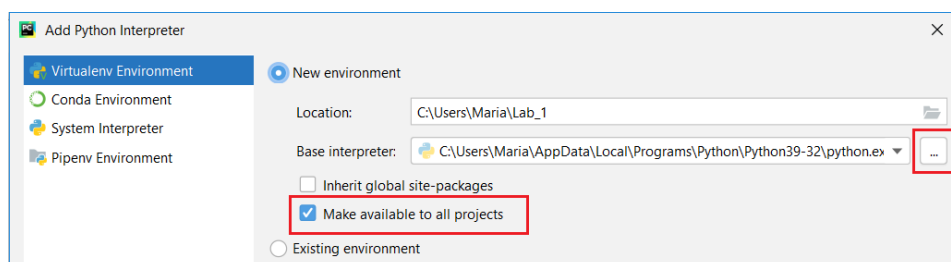 Add Python Interpreter
Virtualenv Environment
Conda Environment
System Interpreter
Pipenv Environment
New environment
Location: C:\Users\Maria\Lab_1
Base interpreter: C:\Users\Maria\AppData\Local\Programs\Python\Python39-32\python.ex ...
Inherit global site-packages
Make available to all projects
Existing environment